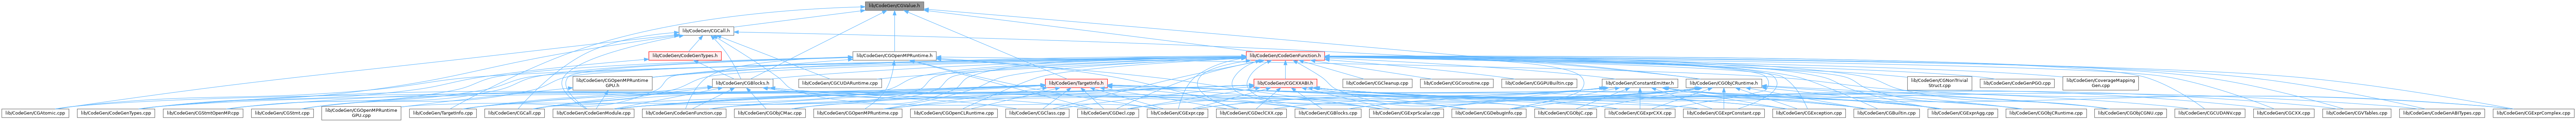 lib/CodeGen/CGValue.h
lib/CodeGen/CGCall.h
lib/CodeGen/CodeGenTypes.h
lib/CodeGen/CGOpenMPRuntime.h
lib/CodeGen/CodeGenFunction.h
lib/CodeGen/CGOpenMPRuntime
GPU.h
lib/CodeGen/CGBlocks.h
lib/CodeGen/CGCUDARuntime.cpp
lib/CodeGen/TargetInfo.h
lib/CodeGen/CGCXXABI.h
lib/CodeGen/CGCleanup.cpp
lib/CodeGen/CGCoroutine.cpp
lib/CodeGen/CGGPUBuiltin.cpp
lib/CodeGen/ConstantEmitter.h
lib/CodeGen/CGObjCRuntime.h
lib/CodeGen/CGNonTrivial
Struct.cpp
lib/CodeGen/CodeGenPGO.cpp
lib/CodeGen/CoverageMapping
Gen.cpp
lib/CodeGen/CGAtomic.cpp
lib/CodeGen/CodeGenTypes.cpp
lib/CodeGen/CGStmtOpenMP.cpp
lib/CodeGen/CGStmt.cpp
lib/CodeGen/CGOpenMPRuntime
GPU.cpp
lib/CodeGen/TargetInfo.cpp
lib/CodeGen/CGCall.cpp
lib/CodeGen/CodeGenModule.cpp
lib/CodeGen/CodeGenFunction.cpp
lib/CodeGen/CGObjCMac.cpp
lib/CodeGen/CGOpenMPRuntime.cpp
lib/CodeGen/CGOpenCLRuntime.cpp
lib/CodeGen/CGClass.cpp
lib/CodeGen/CGDecl.cpp
lib/CodeGen/CGExpr.cpp
lib/CodeGen/CGDeclCXX.cpp
lib/CodeGen/CGBlocks.cpp
lib/CodeGen/CGExprScalar.cpp
lib/CodeGen/CGDebugInfo.cpp
lib/CodeGen/CGObjC.cpp
lib/CodeGen/CGExprCXX.cpp
lib/CodeGen/CGExprConstant.cpp
lib/CodeGen/CGException.cpp
lib/CodeGen/CGBuiltin.cpp
lib/CodeGen/CGExprAgg.cpp
lib/CodeGen/CGObjCRuntime.cpp
lib/CodeGen/CGObjCGNU.cpp
lib/CodeGen/CGCUDANV.cpp
lib/CodeGen/CGCXX.cpp
lib/CodeGen/CGVTables.cpp
lib/CodeGen/CodeGenABITypes.cpp
lib/CodeGen/CGExprComplex.cpp